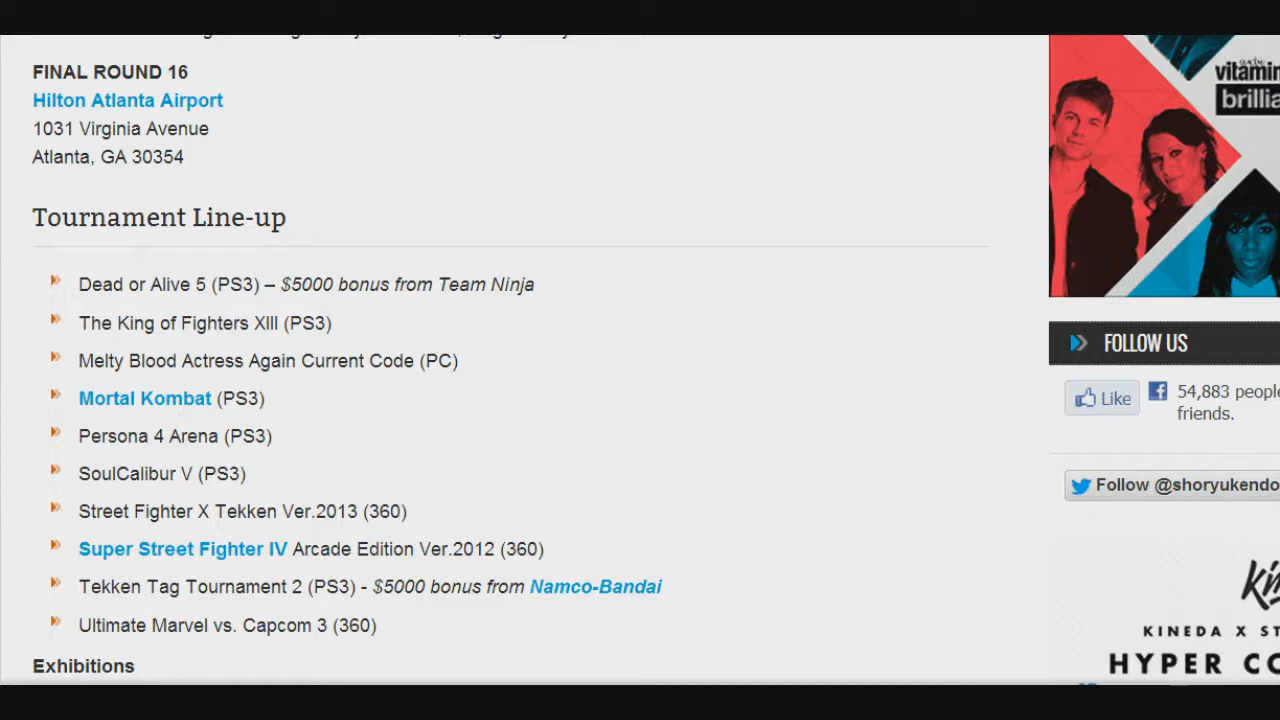 FINAL ROUND 16
Hilton Atlanta Airport
1031 Virginia Avenue
Atlanta, GA 30354
Tournament Line-up
Dead or Alive 5 (PS3) – $5000 bonus from Team Ninja
The King of Fighters XIII (PS3)
Melty Blood Actress Again Current Code (PC)
Mortal Kombat (PS3)
Persona 4 Arena (PS3)
SoulCalibur V (PS3)
Street Fighter X Tekken Ver.2013 (360)
Super Street Fighter IV Arcade Edition Ver.2012 (360)
Tekken Tag Tournament 2 (PS3) - $5000 bonus from Namco-Bandai
Ultimate Marvel vs. Capcom 3 (360)
Exhibitions
FOLLOW US
Like
54,883
friends.
Follow @shoryukendo
KINEDA X
HYPER